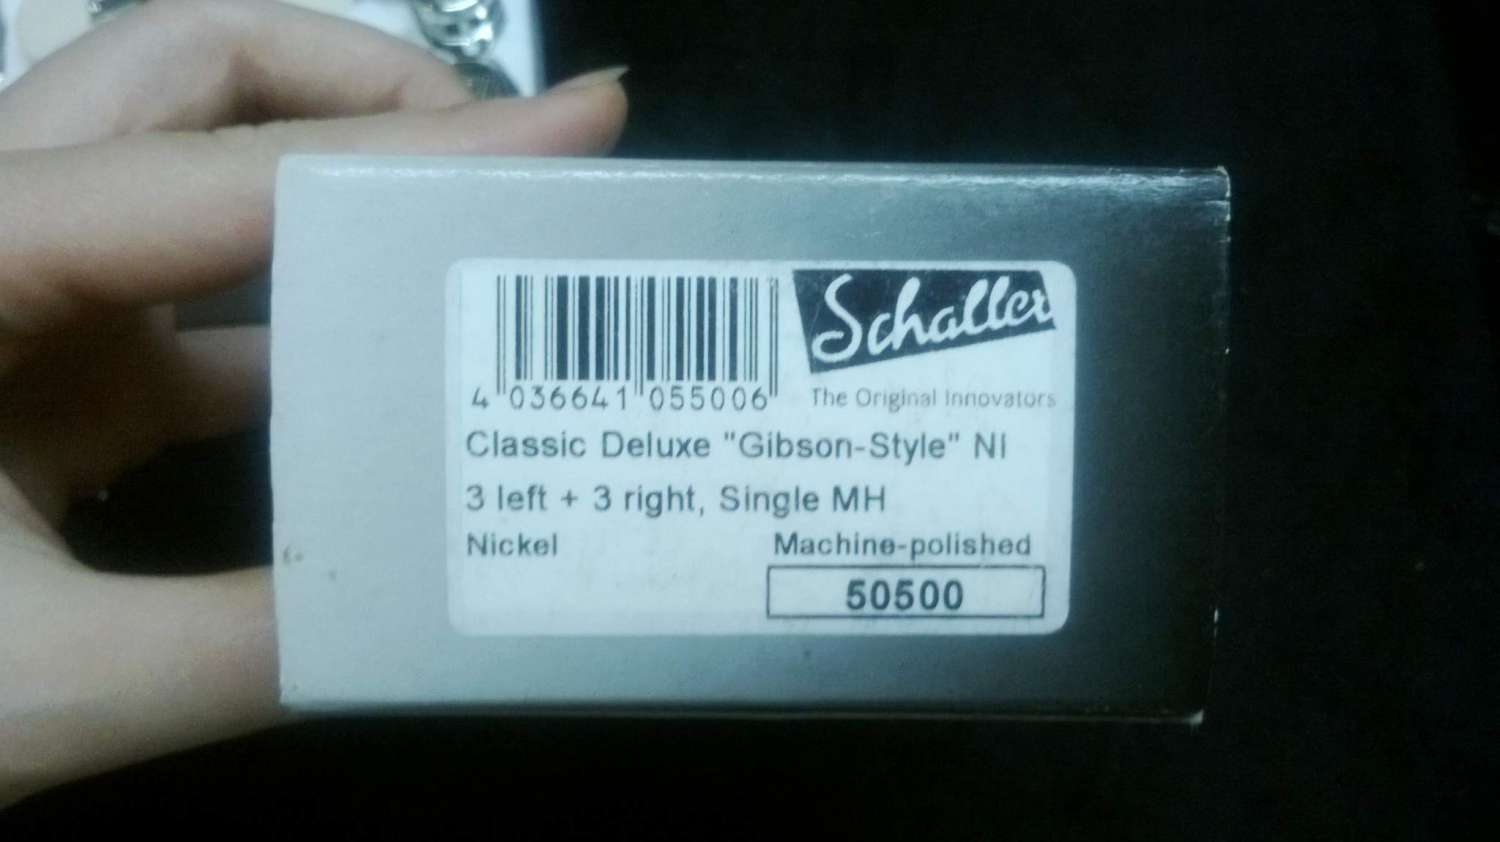 Schaller
4 036641 055006
The Original Innovators
Classic Deluxe "Gibson-Style" NI
3 left + 3 right, Single MH
Nickel Machine-polished
50500